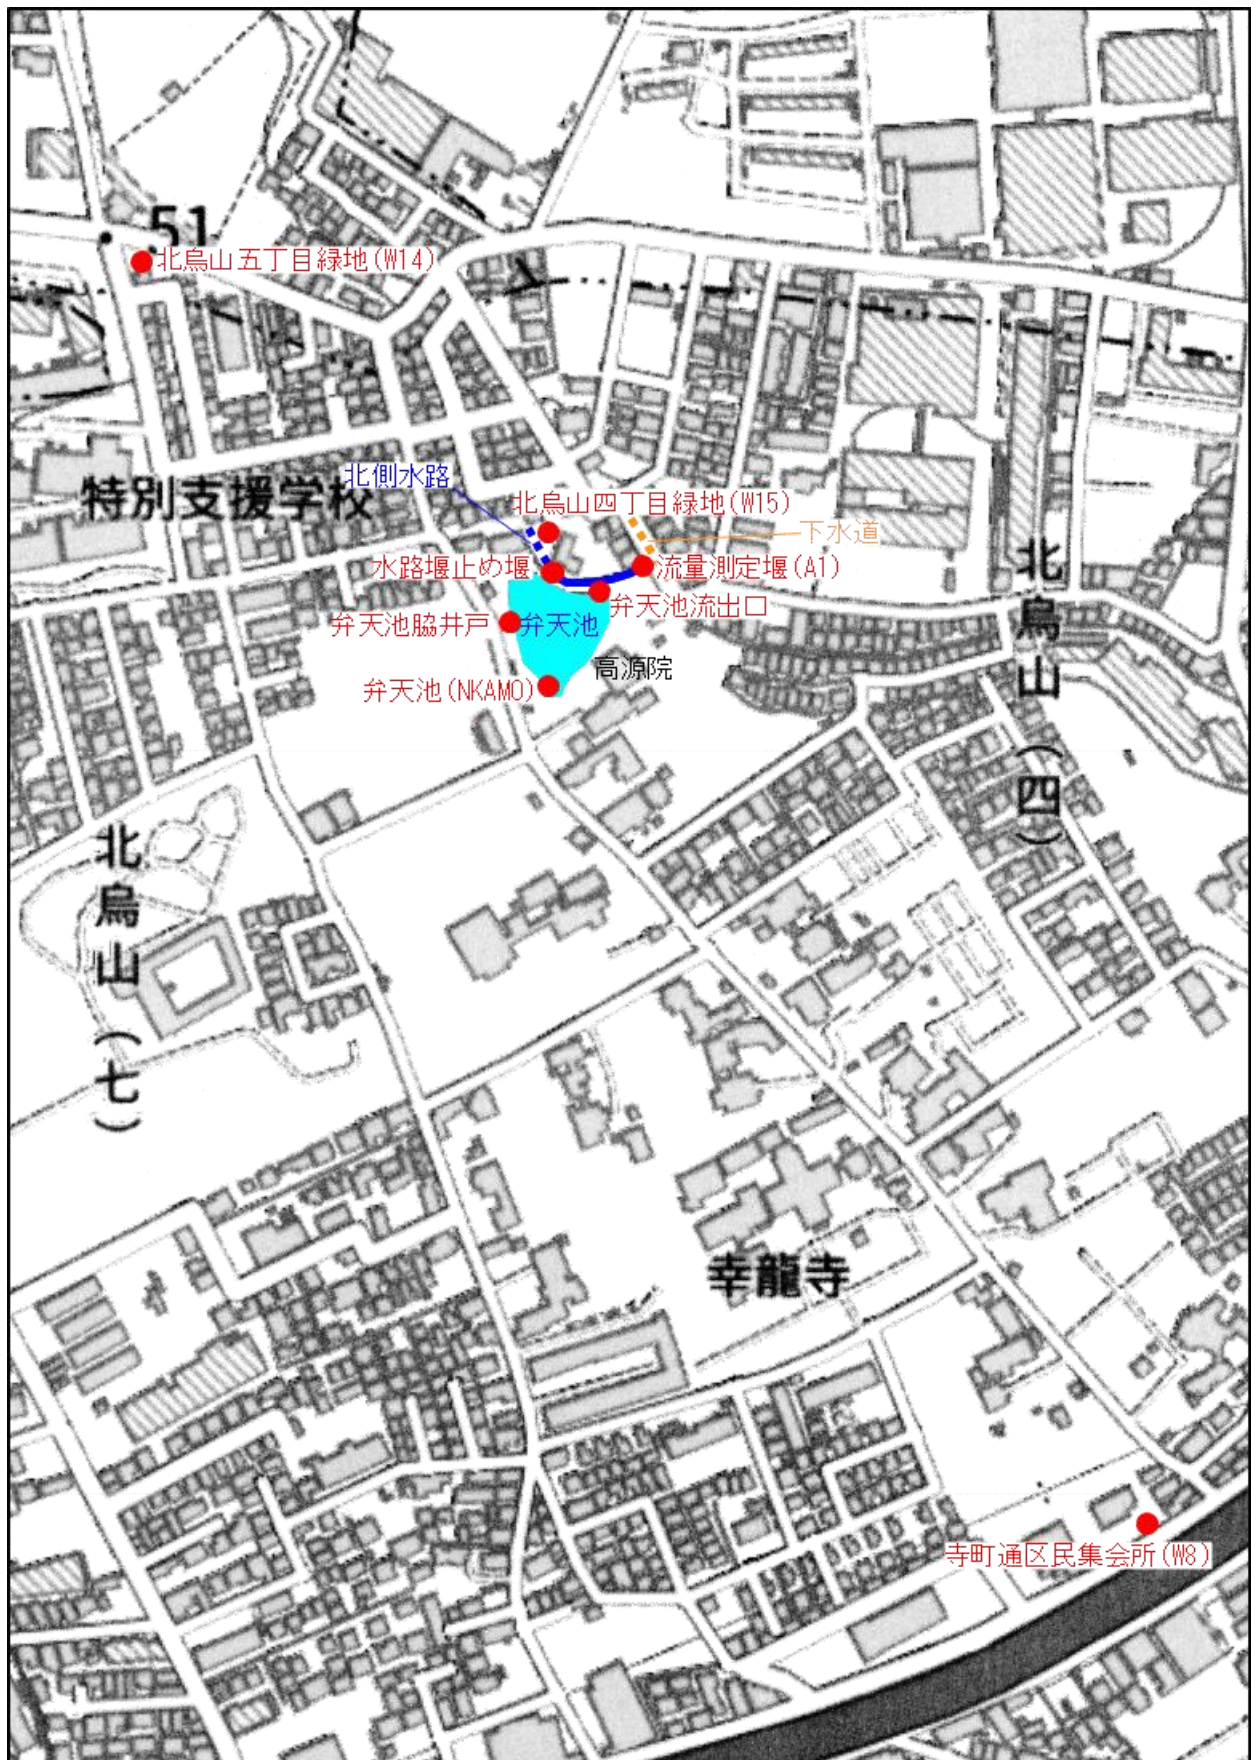 51
北烏山五丁目緑地(W14)
特別支援学校
北側水路
北烏山四丁目緑地(W15)
下水道
水路堰止め堰
流量測定堰(A1)
弁天池流出口
弁天池脇井戸
弁天池
高源院
弁天池(NKAMO)
北烏山(四)
北烏山(七)
幸龍寺
寺町通区民集会所(W8)